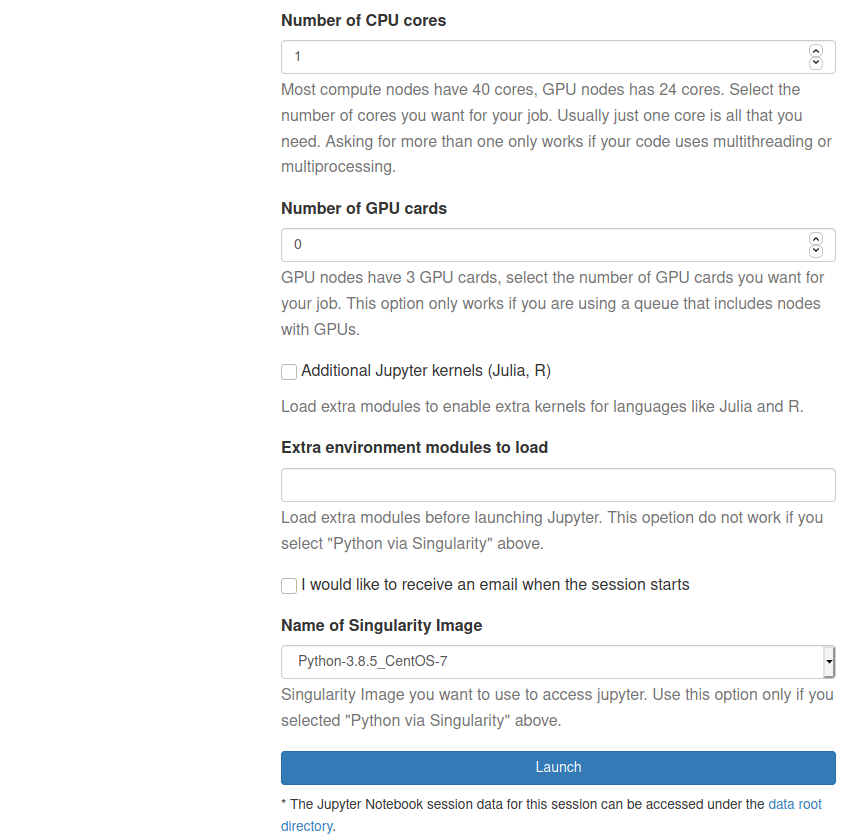 Number of CPU cores
1
Most compute nodes have 40 cores, GPU nodes has 24 cores. Select the
number of cores you want for your job. Usually just one core is all that you
need. Asking for more than one only works if your code uses multithreading or
multiprocessing.
Number of GPU cards
0
GPU nodes have 3 GPU cards, select the number of GPU cards you want for
your job. This option only works if you are using a queue that includes nodes
with GPUs.
Additional Jupyter kernels (Julia, R)
Load extra modules to enable extra kernels for languages like Julia and R.
Extra environment modules to load
Load extra modules before launching Jupyter. This opetion do not work if you
select "Python via Singularity" above.
I would like to receive an email when the session starts
Name of Singularity Image
Python-3.8.5_CentOS-7
Singularity Image you want to use to access jupyter. Use this option only if you
selected "Python via Singularity" above.
Launch
* The Jupyter Notebook session data for this session can be accessed under the data root
directory.